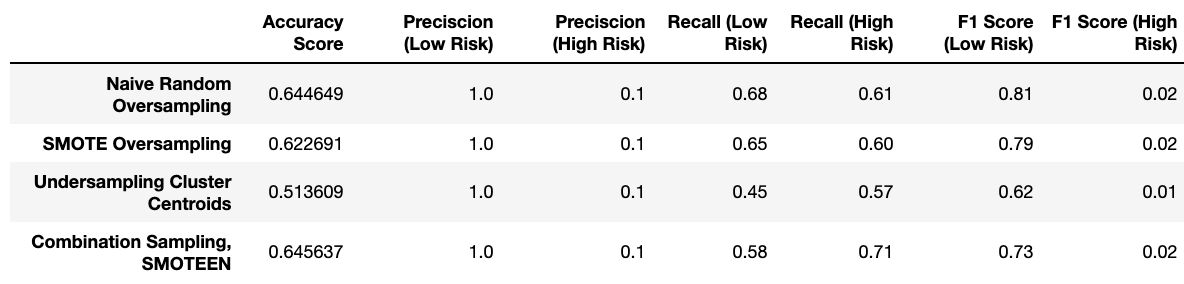 Accuracy Score Preciscion (Low Risk) Preciscion (High Risk) Recall (Low Risk) Recall (High Risk) F1 Score (Low Risk) F1 Score (High Risk)
Naive Random Oversampling 0.644649 1.0 0.1 0.68 0.61 0.81 0.02
SMOTE Oversampling 0.622691 1.0 0.1 0.65 0.60 0.79 0.02
Undersampling Cluster Centroids 0.513609 1.0 0.1 0.45 0.57 0.62 0.01
Combination Sampling, SMOTEEN 0.645637 1.0 0.1 0.58 0.71 0.73 0.02